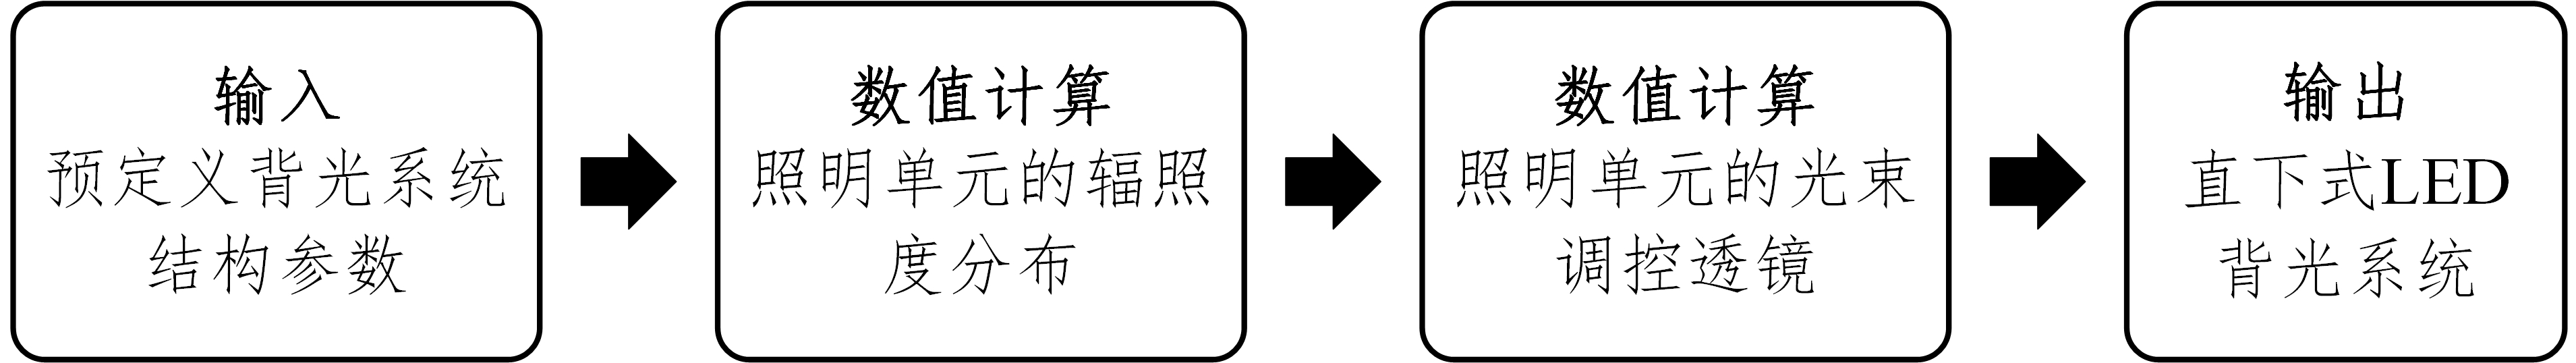 输入
预定义背光系统
结构参数
数值计算
照明单元的辐照
度分布
数值计算
照明单元的光束
调控透镜
输出
直下式LED
背光系统